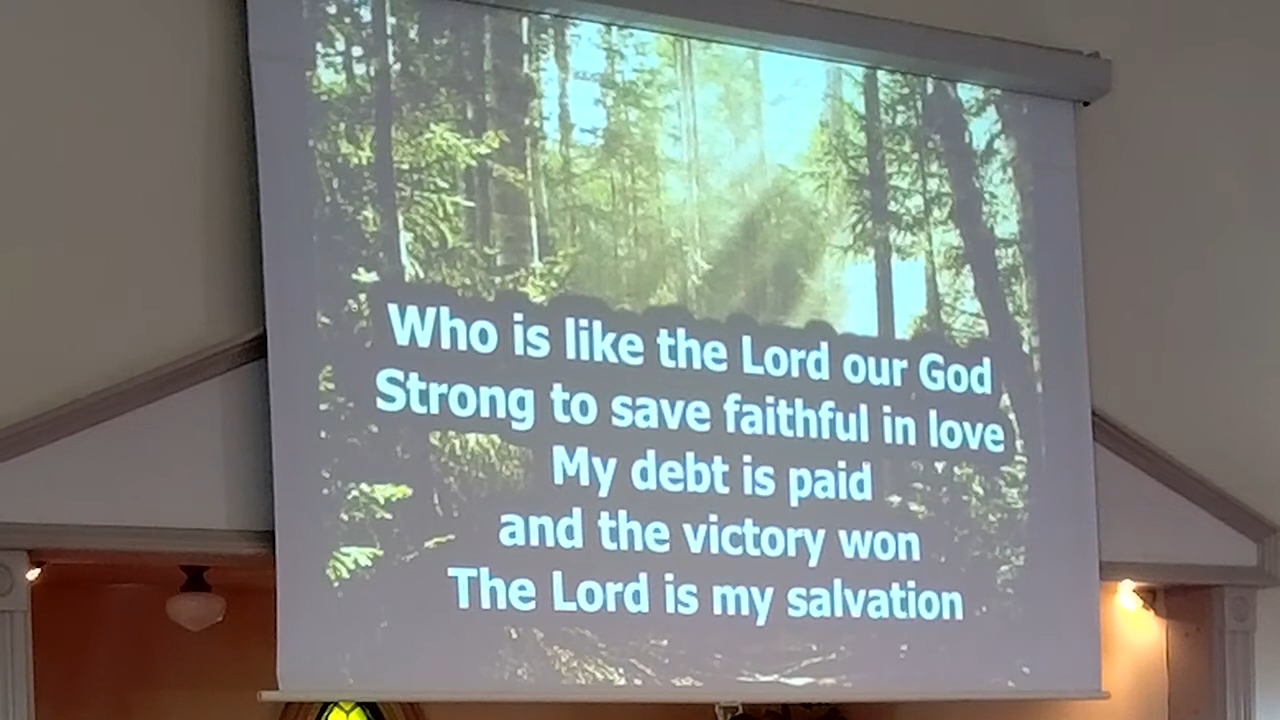 Who is like the Lord our God
Strong to save faithful in love
My debt is paid
and the victory won
The Lord is my salvation